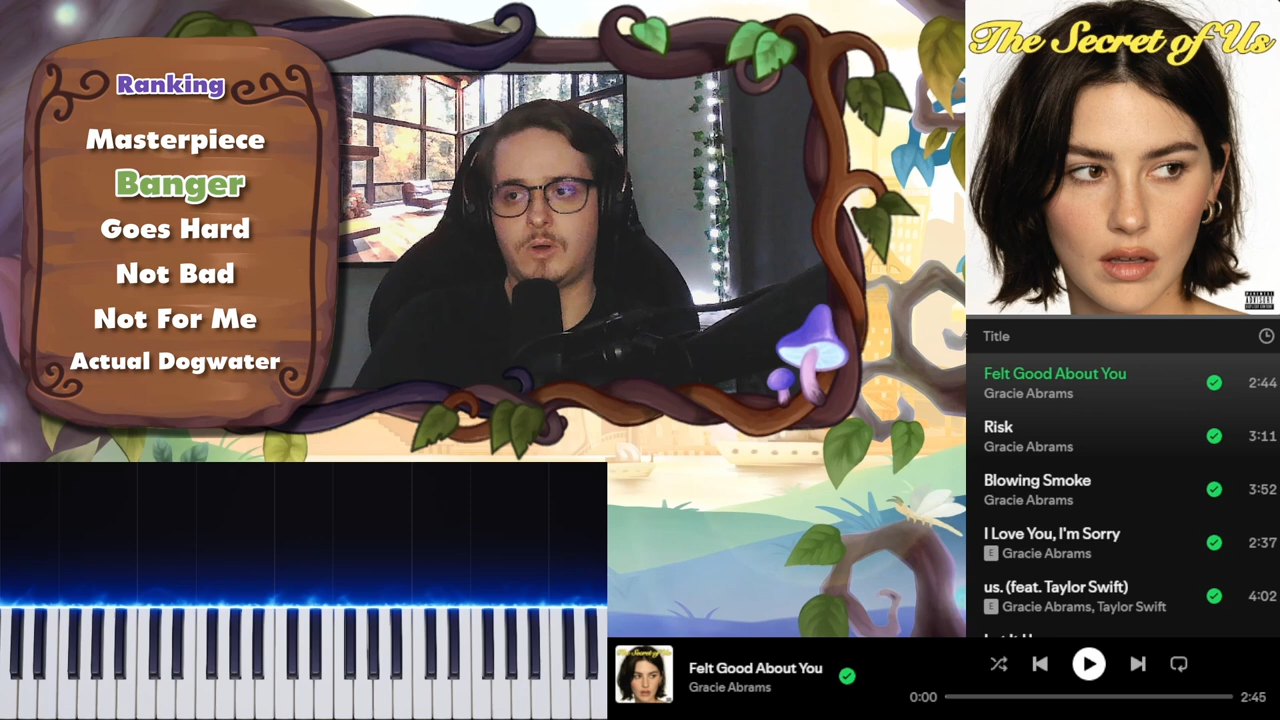 Ranking
Masterpiece
Banger
Goes Hard
Not Bad
Not For Me
Actual Dogwater
The Secret of Us
Title
Felt Good About You
Gracie Abrams
2:44
Risk
Gracie Abrams
3:11
Blowing Smoke
Gracie Abrams
3:52
I Love You, I'm Sorry
E Gracie Abrams
2:37
us. (feat. Taylor Swift)
E Gracie Abrams, Taylor Swift
4:02
Felt Good About You
Gracie Abrams
0:00
2:45